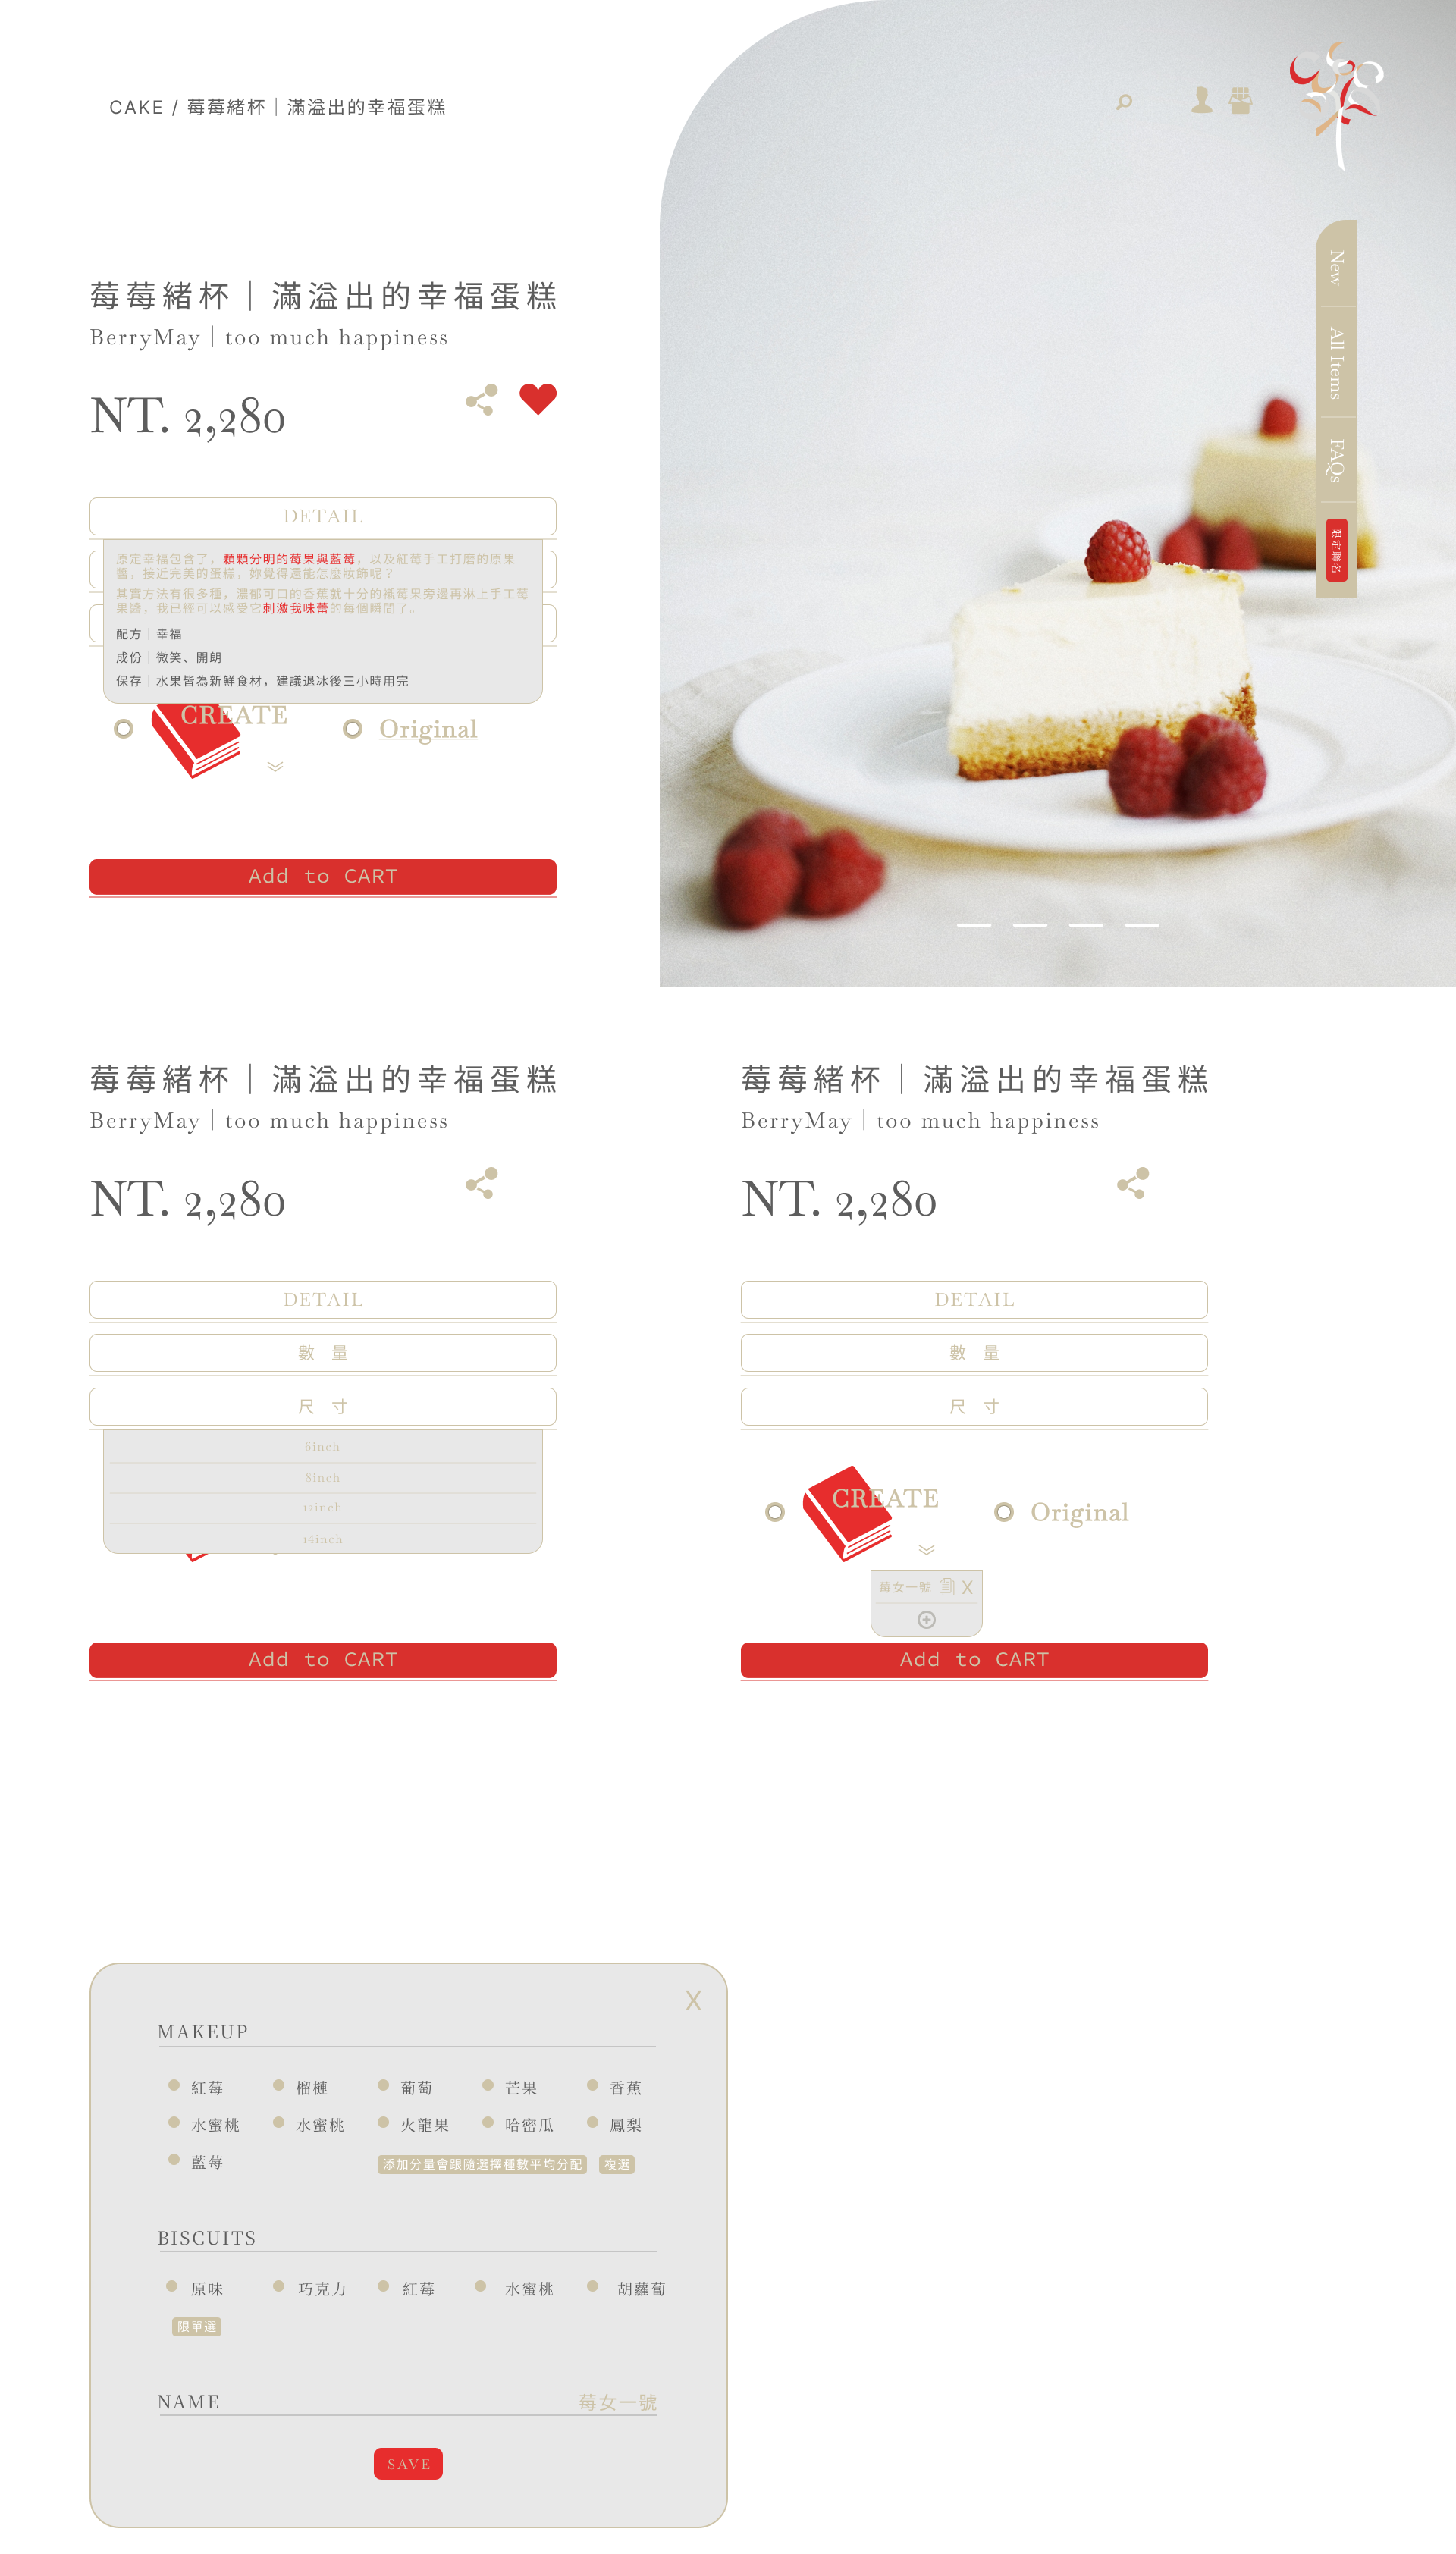 CAKE / 莓莓緒杯｜滿溢出的幸福蛋糕
New
All Items
FAQs
限定聯名
莓莓緒杯｜滿溢出的幸福蛋糕
BerryMay｜too much happiness
NT. 2,280
DETAIL
原定幸福包含了，顆顆分明的莓果與藍莓，以及紅莓手工打磨的原果
醬，接近完美的蛋糕，妳覺得還能怎麼妝飾呢？
其實方法有很多種，濃郁可口的香蕉就十分的襯莓果旁邊再淋上手工莓
果醬，我已經可以感受它刺激我味蕾的每個瞬間了。
配方｜幸福
成份｜微笑、開朗
保存｜水果皆為新鮮食材，建議退冰後三小時用完
CREATE
Original
Add to CART
莓莓緒杯｜滿溢出的幸福蛋糕
BerryMay｜too much happiness
NT. 2,280
DETAIL
數 量
尺 寸
6inch
8inch
12inch
14inch
Add to CART
莓莓緒杯｜滿溢出的幸福蛋糕
BerryMay｜too much happiness
NT. 2,280
DETAIL
數 量
尺 寸
CREATE
Original
莓女一號 X
Add to CART
X
MAKEUP
紅莓 榴槤 葡萄 芒果 香蕉
水蜜桃 水蜜桃 火龍果 哈密瓜 鳳梨
藍莓 添加分量會跟隨選擇種數平均分配 複選
BISCUITS
原味 巧克力 紅莓 水蜜桃 胡蘿蔔
限單選
NAME 莓女一號
SAVE